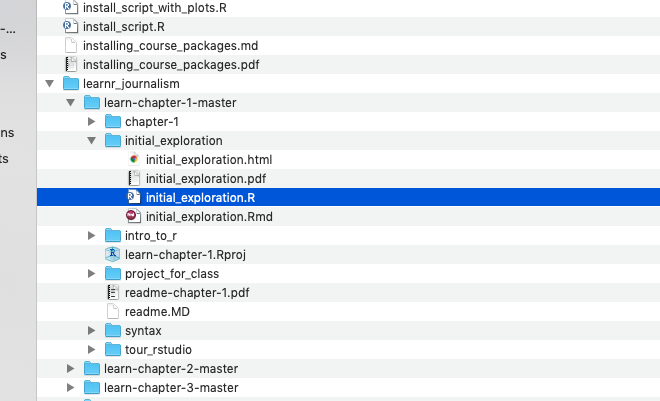 install_script_with_plots.R
-...
install_script.R
installing_course_packages.md
s
installing_course_packages.pdf
learnr_journalism
learn-chapter-1-master
chapter-1
ns
initial_exploration
ts
initial_exploration.html
initial_exploration.pdf
initial_exploration.R
initial_exploration.Rmd
intro_to_r
learn-chapter-1.Rproj
project_for_class
readme-chapter-1.pdf
readme.MD
syntax
tour_rstudio
learn-chapter-2-master
learn-chapter-3-master